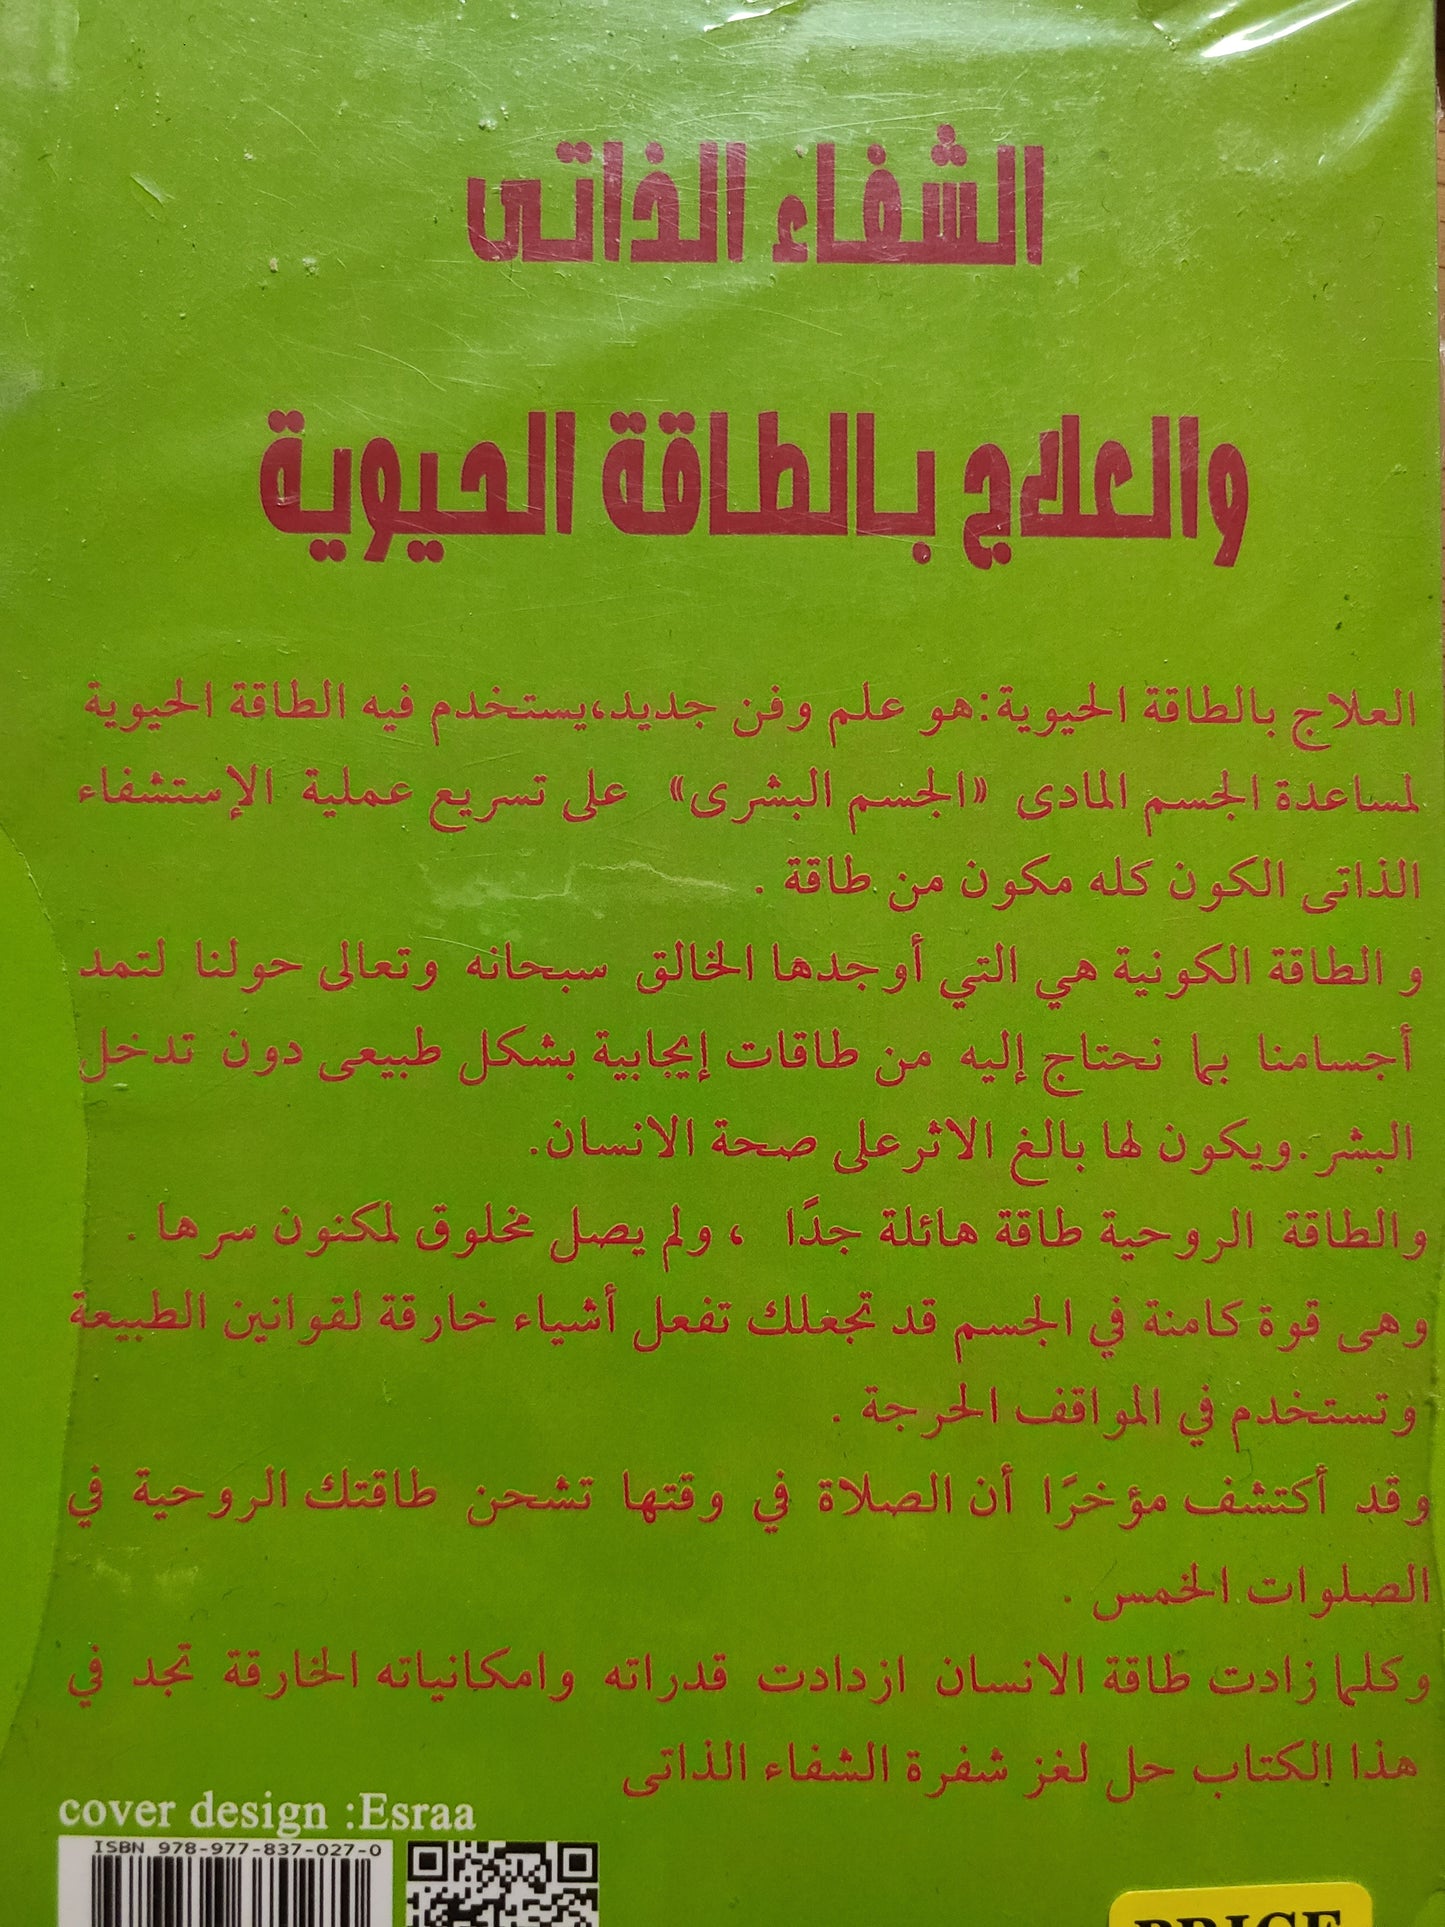 الشفاء الذاتى
والعلاج بالطاقة الحيوية
العلاج بالطاقة الحيوية:هو علم وفن جديد،يستخدم فيه الطاقة الحيوية
لمساعدة الجسم المادى «الجسم البشرى» على تسريع عملية الإستشفاء
الذاتى الكون كله مكون من طاقة .
و الطاقة الكونية هي التي أوجدها الخالق سبحانه وتعالى حولنا لتمد
أجسامنا بما نحتاج إليه من طاقات إيجابية بشكل طبيعى دون تدخل
البشر.ويكون لها بالغ الاثرعلى صحة الانسان.
والطاقة الروحية طاقة هائلة جدًا ، ولم يصل مخلوق لمكنون سرها .
وهى قوة كامنة في الجسم قد تجعلك تفعل أشياء خارقة لقوانين الطبيعة
وتستخدم في المواقف الحرجة .
وقد أكتشف مؤخرًا أن الصلاة في وقتها تشحن طاقتك الروحية في
الصلوات الخمس .
وكلما زادت طاقة الانسان ازدادت قدراته وامكانياته الخارقة تجد في
هذا الكتاب حل لغز شفرة الشفاء الذاتى
cover design :Esraa
ISBN 978-977-837-027-0
PRICE